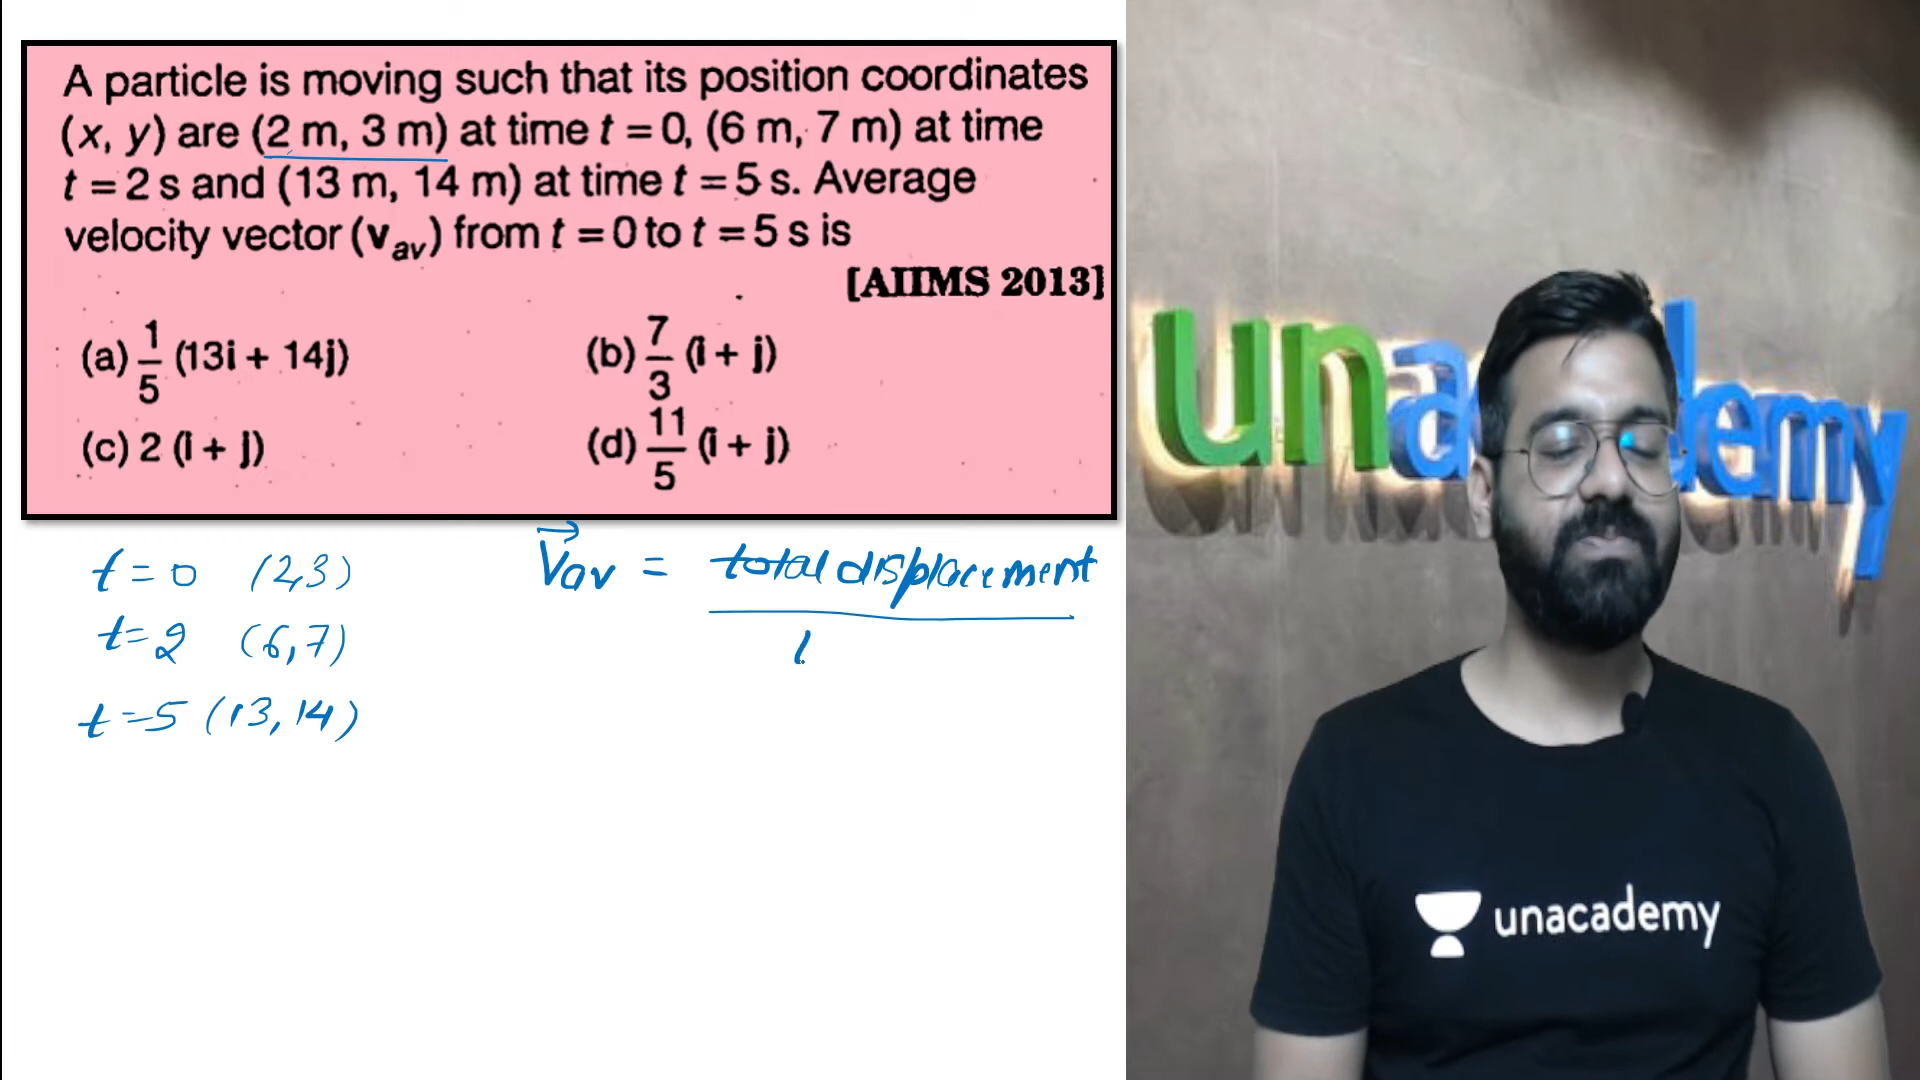 A particle is moving such that its position coordinates
(x, y) are (2 m, 3 m) at time t = 0, (6 m, 7 m) at time
t = 2 s and (13 m, 14 m) at time t = 5 s. Average
velocity vector (v av) from t = 0 to t = 5 s is
[AIIMS 2013]
(a) 1/5 (13i + 14j) (b) 7/3 (i + j)
(c) 2 (i + j) (d) 11/5 (i + j)
t = 0 (2,3)
t = 2 (6,7)
t = 5 (13, 14)
V⃗av = total displacement
unacademy
unacademy